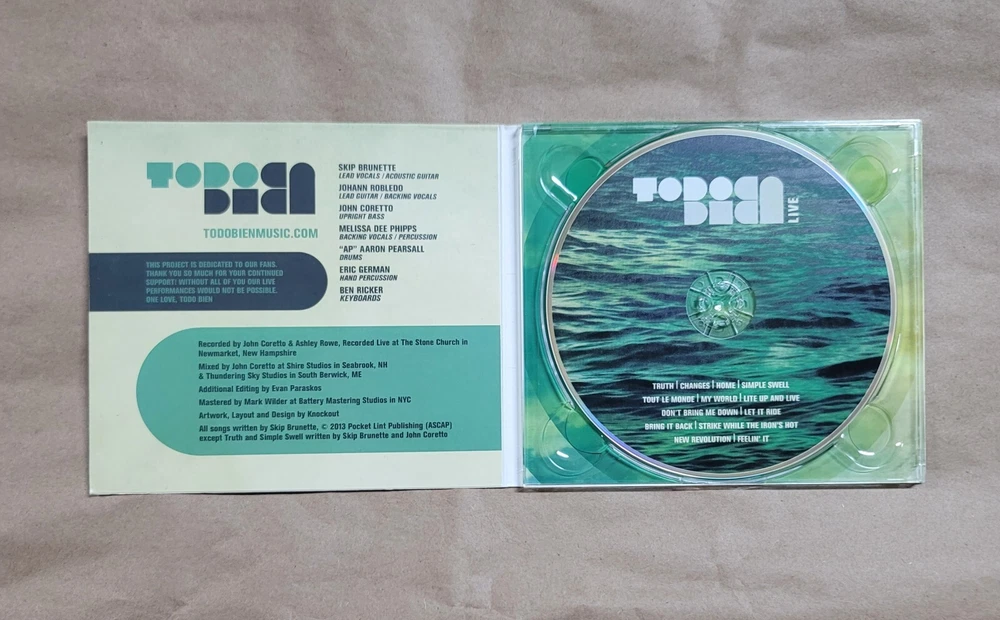 TODO
BIEN
TODOBIENMUSIC.COM
THIS PROJECT IS DEDICATED TO OUR FANS.
THANK YOU SO MUCH FOR YOUR CONTINUED
SUPPORT! WITHOUT ALL OF YOU OUR LIVE
PERFORMANCES WOULD NOT BE POSSIBLE.
ONE LOVE, TODO BIEN
SKIP BRUNETTE
LEAD VOCALS / ACOUSTIC GUITAR
JOHANN ROBLEDO
LEAD GUITAR / BACKING VOCALS
JOHN CORETTO
UPRIGHT BASS
MELISSA DEE PHIPPS
BACKING VOCALS / PERCUSSION
“AP” AARON PEARSALL
DRUMS
ERIC GERMAN
HAND PERCUSSION
BEN RICKER
KEYBOARDS
Recorded by John Coretto & Ashley Rowe, Recorded Live at The Stone Church in
Newmarket, New Hampshire
Mixed by John Coretto at Shire Studios in Seabrook, NH
& Thundering Sky Studios in South Berwick, ME
Additional Editing by Evan Paraskos
Mastered by Mark Wilder at Battery Mastering Studios in NYC
Artwork, Layout and Design by Knockout
All songs written by Skip Brunette, © 2013 Pocket Lint Publishing (ASCAP)
except Truth and Simple Swell written by Skip Brunette and John Coretto
TODO
BIEN
LIVE
TRUTH | CHANGES | HOME | SIMPLE SWELL
TOUT LE MONDE | MY WORLD | LITE UP AND LIVE
DON'T BRING ME DOWN | LET IT RIDE
BRING IT BACK | STRIKE WHILE THE IRON'S HOT
NEW REVOLUTION | FEELIN' IT